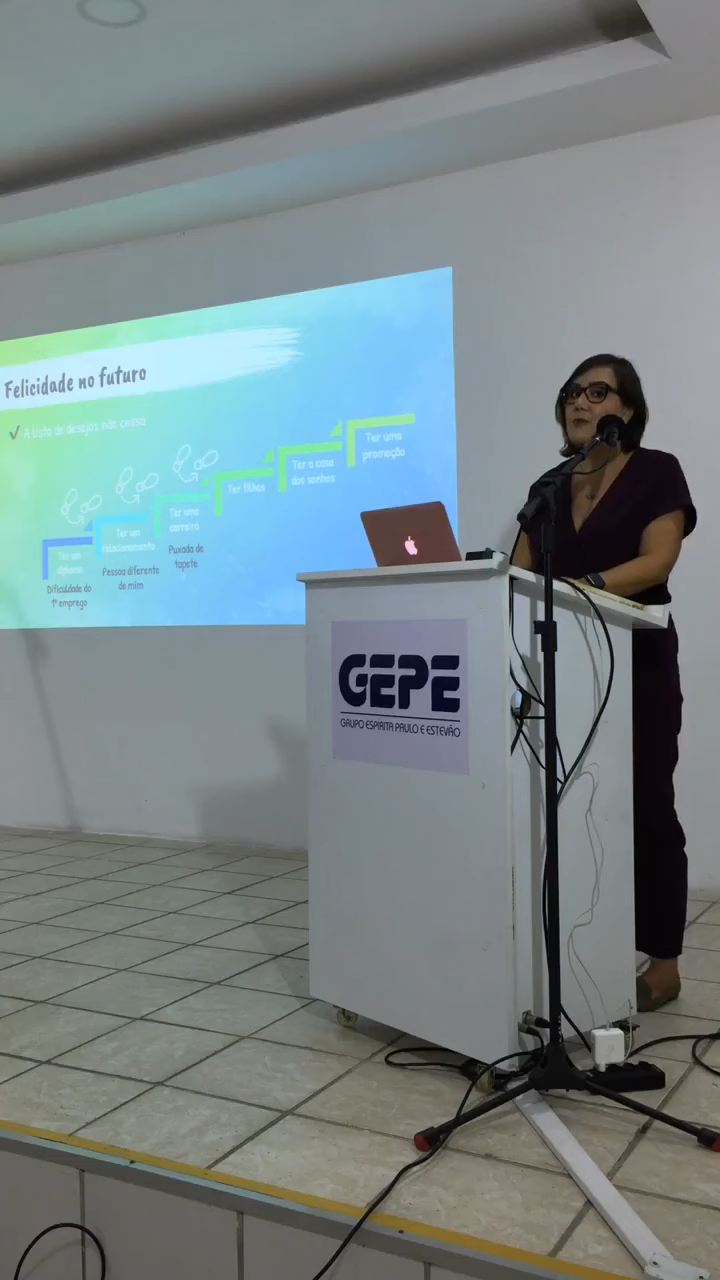 Felicidade no futuro
✓ A lista de desejos não cessa
Ter um
diploma
Dificuldade do
1º emprego
Ter um
relacionamento
Pessoa diferente
de mim
Ter uma
carreira
Puxada de
tapete
Ter filhos
Ter a casa
dos sonhos
Ter uma
promoção
GEPE
GRUPO ESPÍRITA PAULO E ESTEVÃO